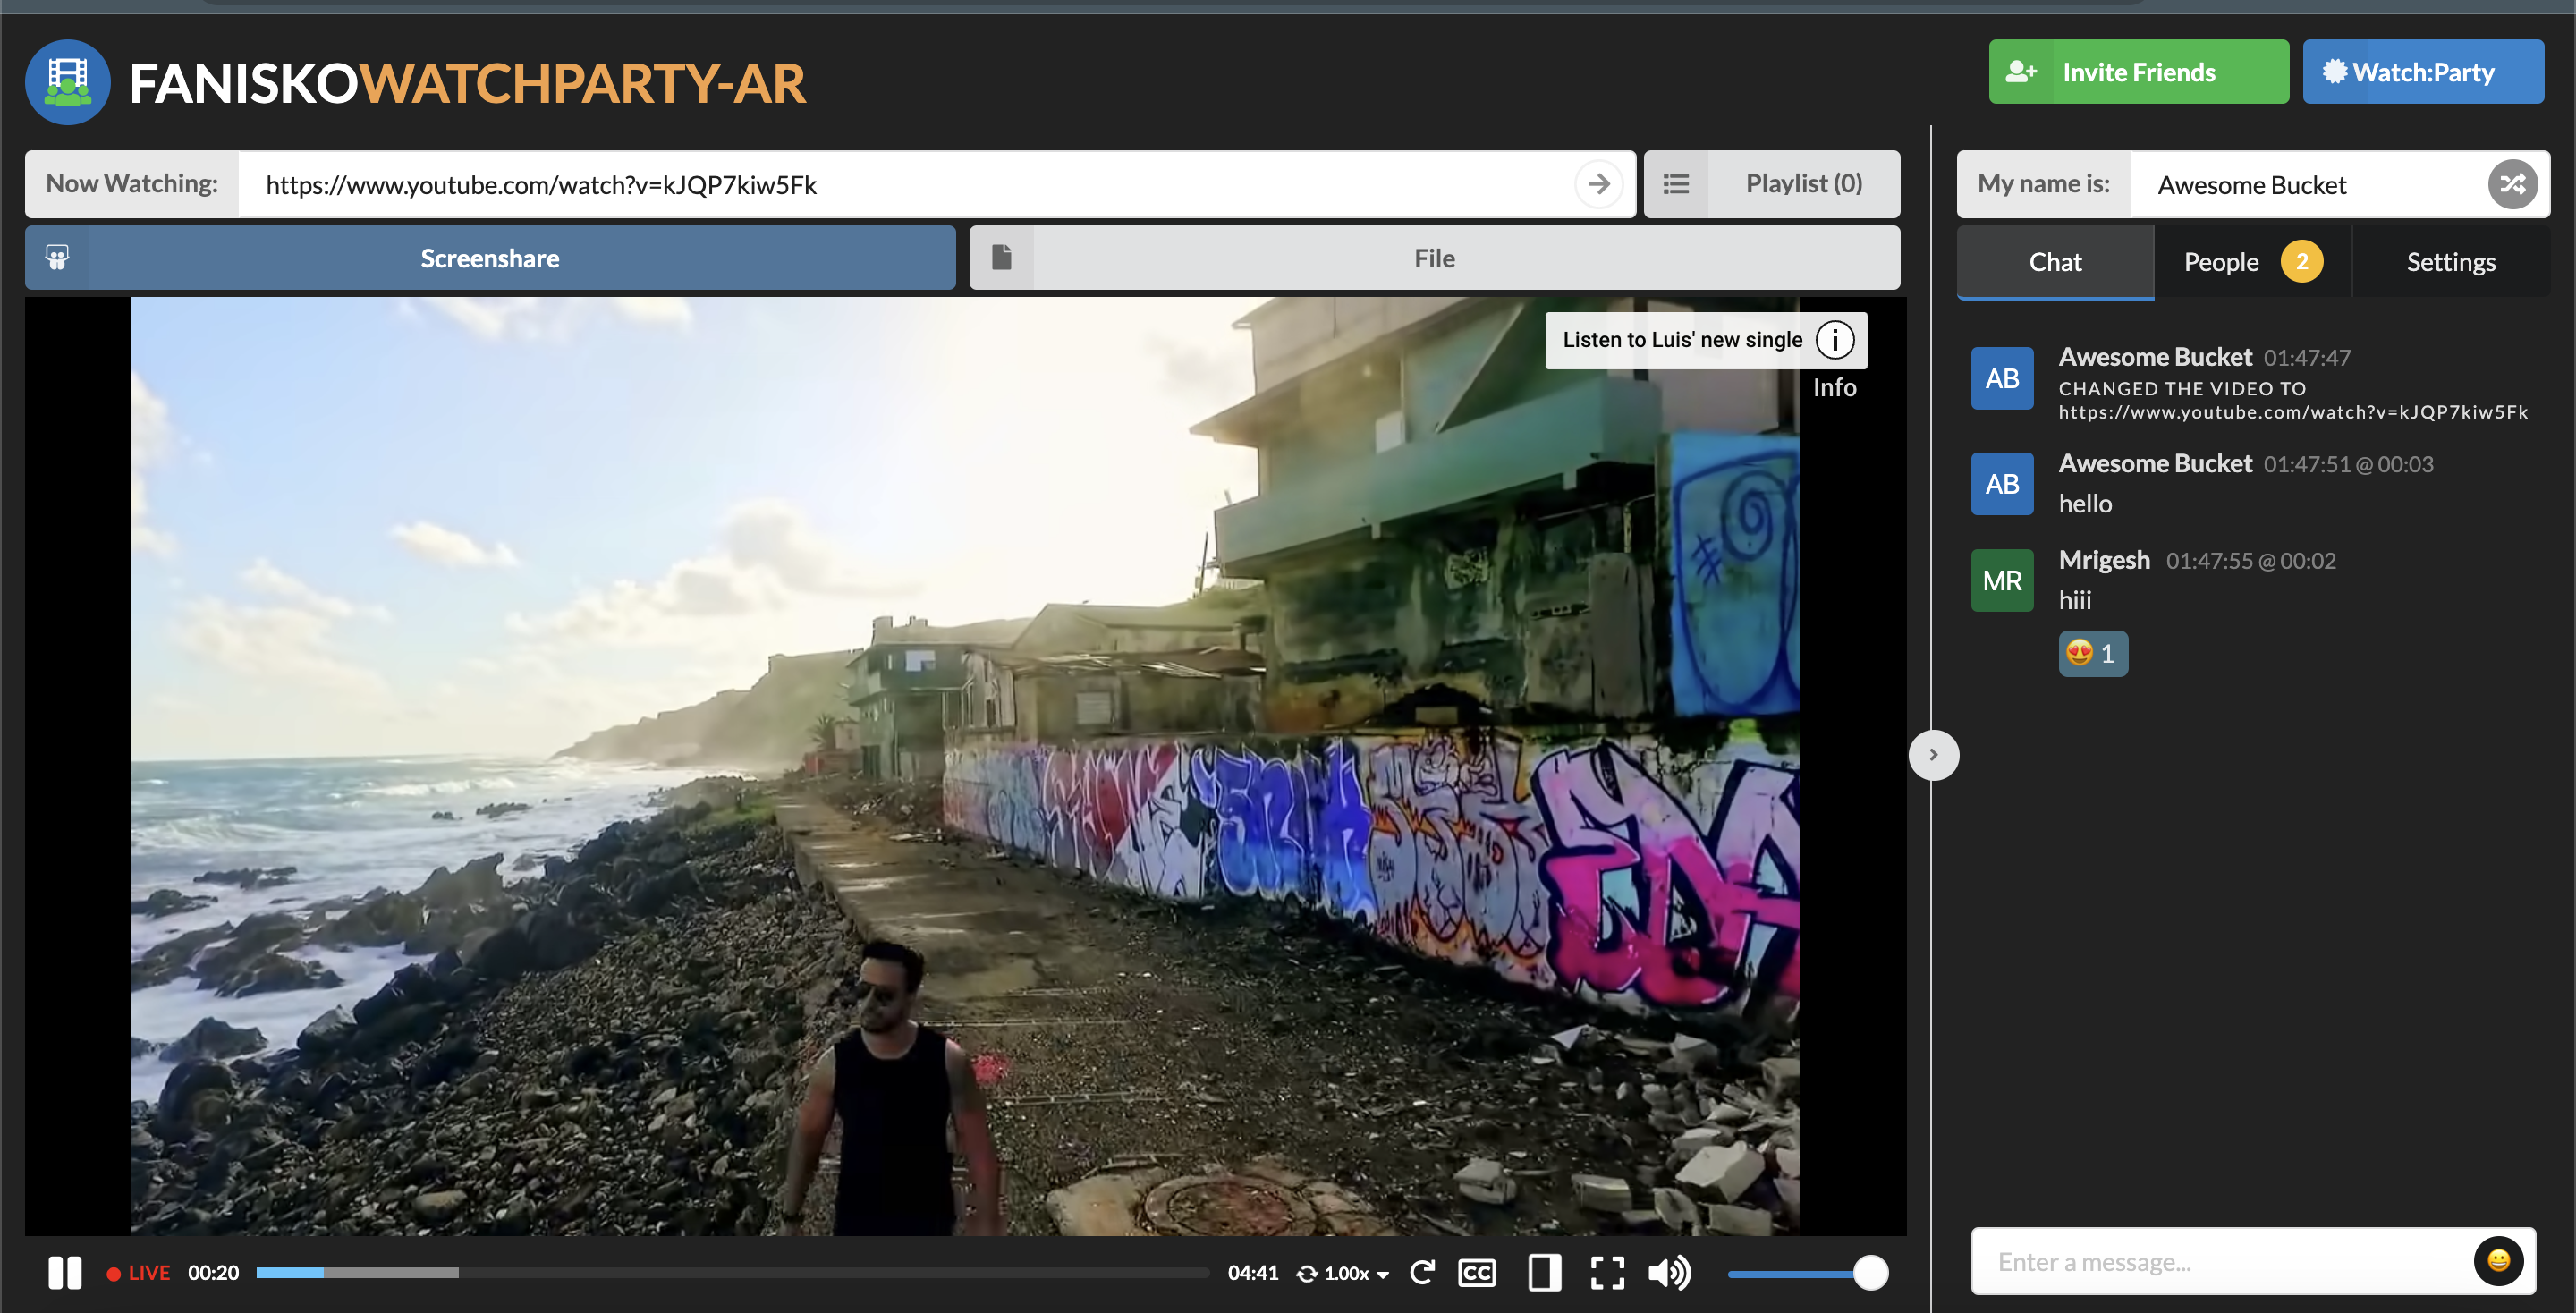 FANISKOWATCHPARTY-AR
Invite Friends
Watch:Party
Now Watching:
https://www.youtube.com/watch?v=kJQP7kiw5Fk
Playlist (0)
My name is:
Awesome Bucket
Screenshare
File
Chat
People 2
Settings
Listen to Luis' new single
Info
AB
Awesome Bucket 01:47:47
CHANGED THE VIDEO TO
https://www.youtube.com/watch?v=kJQP7kiw5Fk
AB
Awesome Bucket 01:47:51 @ 00:03
hello
MR
Mrigesh 01:47:55 @ 00:02
hiii
😍 1
LIVE 00:20
04:41
1.00x
CC
Enter a message...